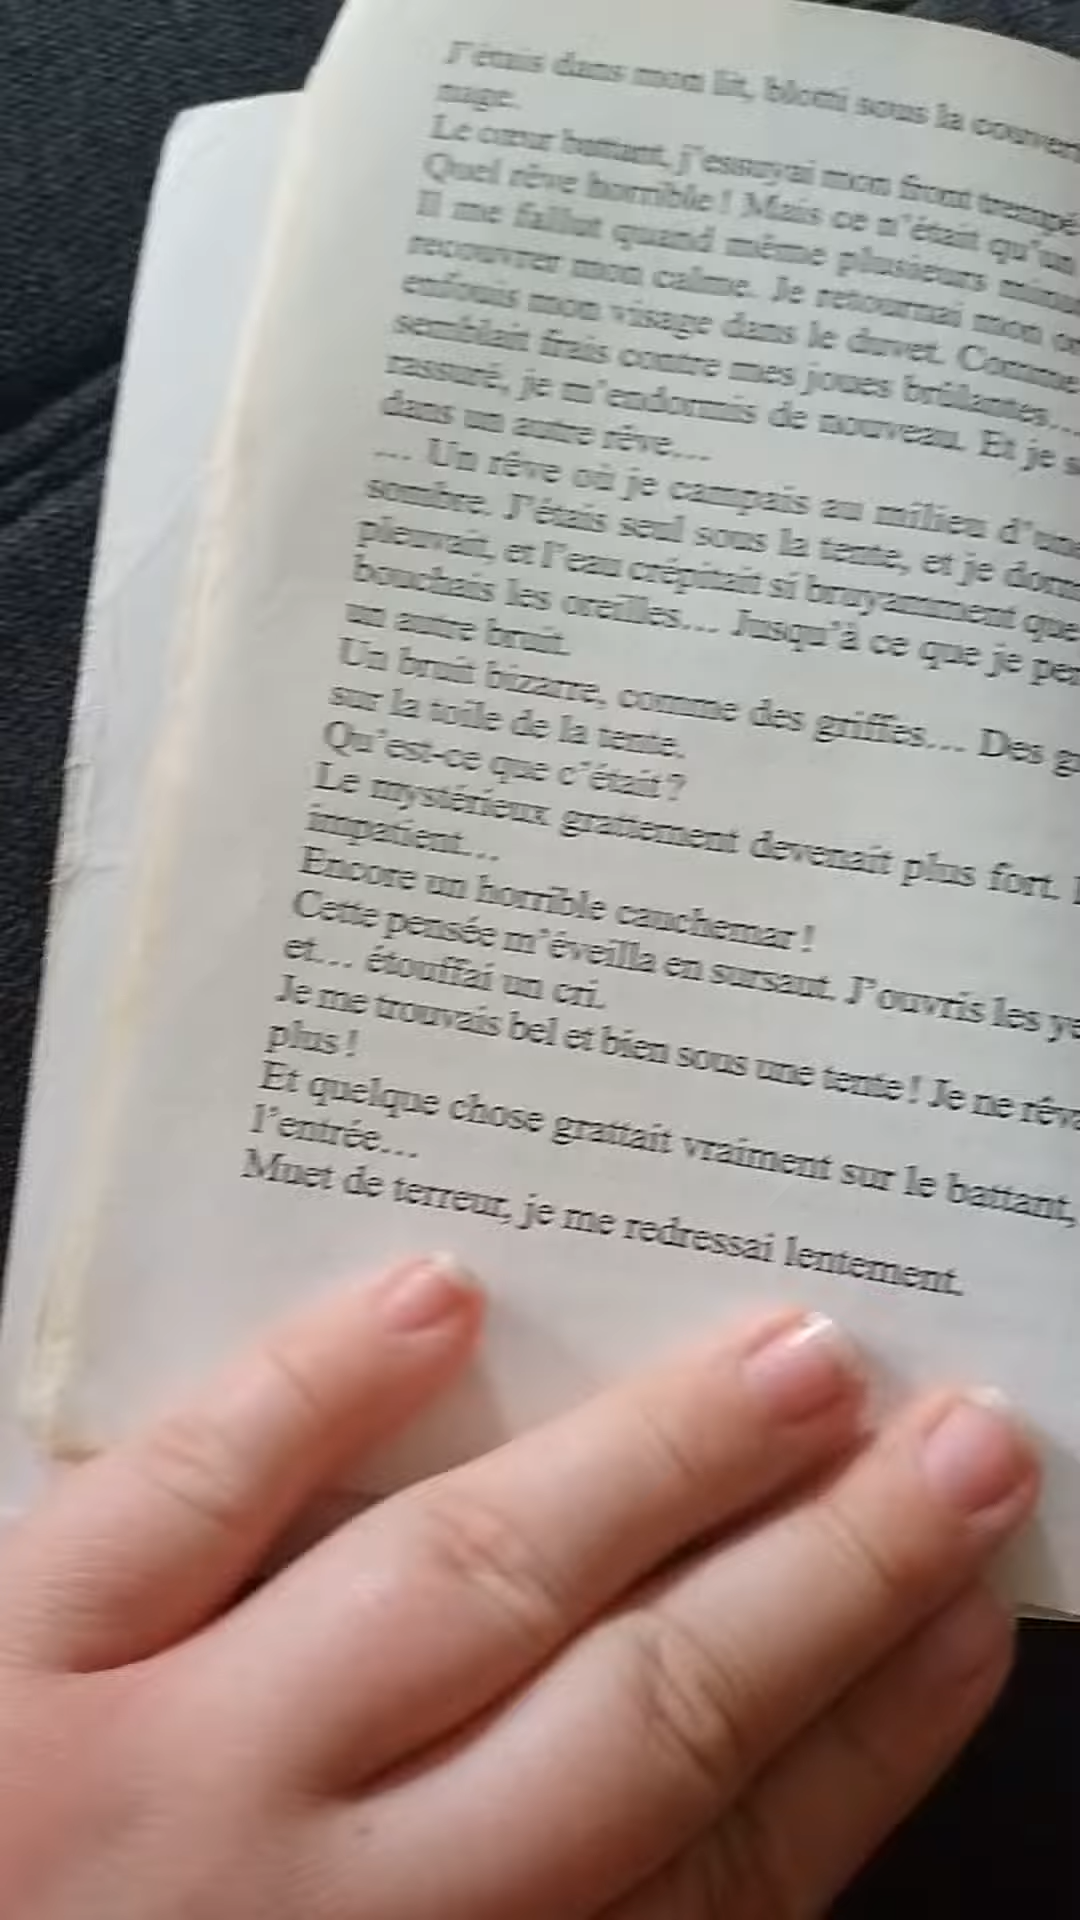 J'étais dans mon lit, blotti sous la
nage.
Le cœur battant, j'essuyai mon front trempé
Quel rêve horrible ! Mais ce n'était qu'un
Il me fallut quand même plusieurs
recouvrer mon calme. Je retournai mon
enfouis mon visage dans le duvet. Comme
semblait frais contre mes joues brûlantes...
rassuré, je m'endormis de nouveau. Et je
dans un autre rêve...
... Un rêve où je campais au milieu
sombre. J'étais seul sous la tente, et je
pleuvait, et l'eau crépitait si bruyamment que
bouchais les oreilles... Jusqu'à ce que je
un autre bruit.
Un bruit bizarre, comme des griffes... Des
sur la toile de la tente.
Qu'est-ce que c'était ?
Le mystérieux grattement devenait plus fort.
impatient...
Encore un horrible cauchemar !
Cette pensée m'éveilla en sursaut. J'ouvris les
et... étouffai un cri.
Je me trouvais bel et bien sous une tente ! Je ne
plus !
Et quelque chose grattait vraiment sur le battant,
l'entrée...
Muet de terreur, je me redressai lentement.